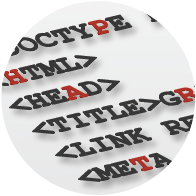 OCTYPE
HTML>
<HEAD>
<TITLE>GR
<LINK RE
<META